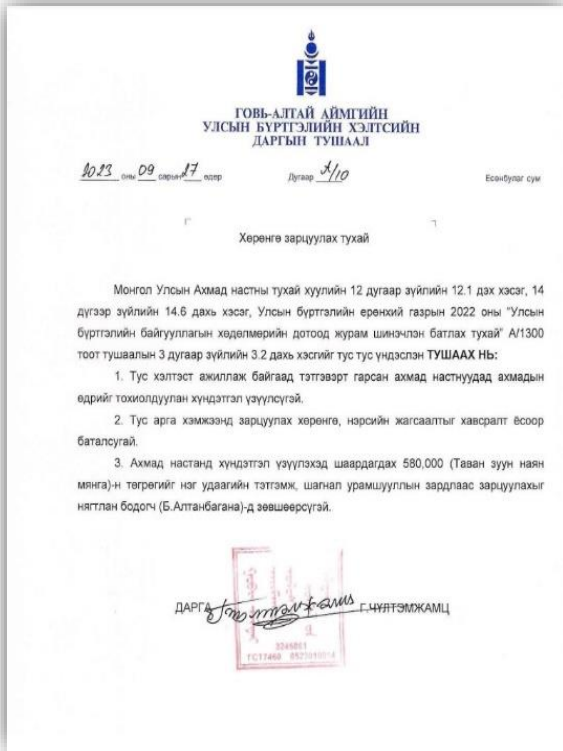 ГОВЬ-АЛТАЙ АЙМГИЙН
УЛСЫН БҮРТГЭЛИЙН ХЭЛТСИЙН
ДАРГЫН ТУШААЛ
2023 оны 09 сарын 27 өдөр Дугаар А/10 Есөнбулаг сум
Хөрөнгө зарцуулах тухай
Монгол Улсын Ахмад настны тухай хуулийн 12 дугаар зүйлийн 12.1 дэх хэсэг, 14
дүгээр зүйлийн 14.6 дахь хэсэг, Улсын бүртгэлийн ерөнхий газрын 2022 оны "Улсын
бүртгэлийн байгууллагын хөдөлмөрийн дотоод журам шинэчлэн батлах тухай" А/1300
тоот тушаалын 3 дугаар зүйлийн 3.2 дахь хэсгийг тус тус үндэслэн ТУШААХ НЬ:
1. Тус хэлтэст ажиллаж байгаад тэтгэвэрт гарсан ахмад настнуудад ахмадын
өдрийг тохиолдуулан хүндэтгэл үзүүлсүгэй.
2. Тус арга хэмжээнд зарцуулах хөрөнгө, нэрсийн жагсаалтыг хавсралт ёсоор
баталсугай.
3. Ахмад настанд хүндэтгэл үзүүлэхэд шаардагдах 580,000 (Таван зуун наян
мянга)-н төгрөгийг нэг удаагийн тэтгэмж, шагнал урамшууллын зардлаас зарцуулахыг
нягтлан бодогч (Б.Алтанбагана)-д зөвшөөрсүгэй.
ДАРГА Г.ЧҮЛТЭМЖАМЦ